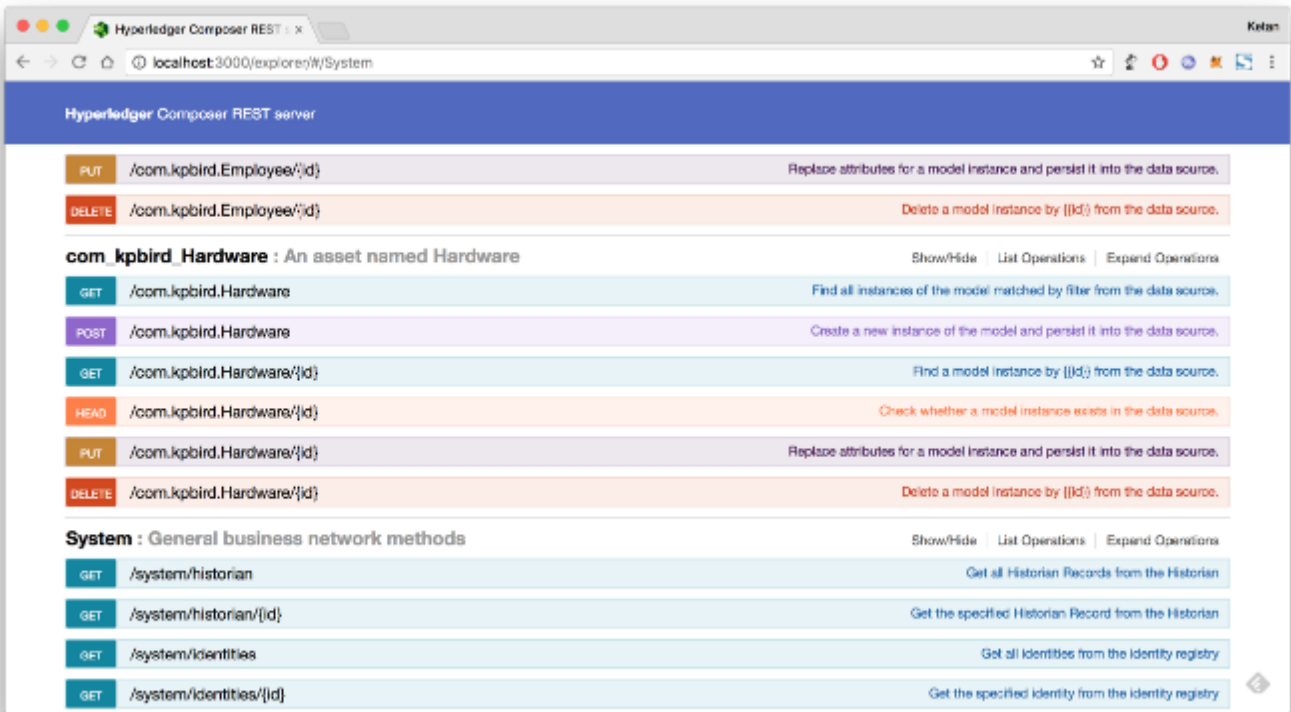 Hyperledger Composer REST s
Ketan
localhost:3000/explorer/#/System
Hyperledger Composer REST server
PUT /com.kpbird.Employee/{id} Replace attributes for a model instance and persist it into the data source.
DELETE /com.kpbird.Employee/{id} Delete a model instance by {{id}} from the data source.
com_kpbird_Hardware : An asset named Hardware Show/Hide List Operations Expand Operations
GET /com.kpbird.Hardware Find all instances of the model matched by filter from the data source.
POST /com.kpbird.Hardware Create a new instance of the model and persist it into the data source.
GET /com.kpbird.Hardware/{id} Find a model instance by {{id}} from the data source.
HEAD /com.kpbird.Hardware/{id} Check whether a model instance exists in the data source.
PUT /com.kpbird.Hardware/{id} Replace attributes for a model instance and persist it into the data source.
DELETE /com.kpbird.Hardware/{id} Delete a model instance by {{id}} from the data source.
System : General business network methods Show/Hide List Operations Expand Operations
GET /system/historian Get all Historian Records from the Historian
GET /system/historian/{id} Get the specified Historian Record from the Historian
GET /system/identities Get all identities from the identity registry
GET /system/identities/{id} Get the specified identity from the identity registry